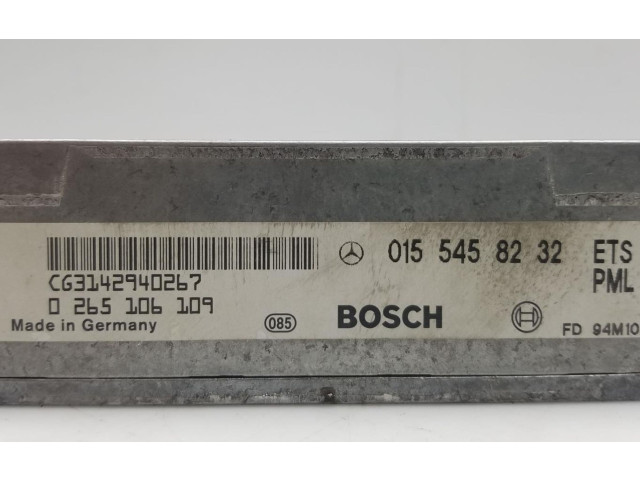 015 545 82 32 ETS
CG3142940267 PML
0 265 106 109
Made in Germany 085 BOSCH FD 94M10